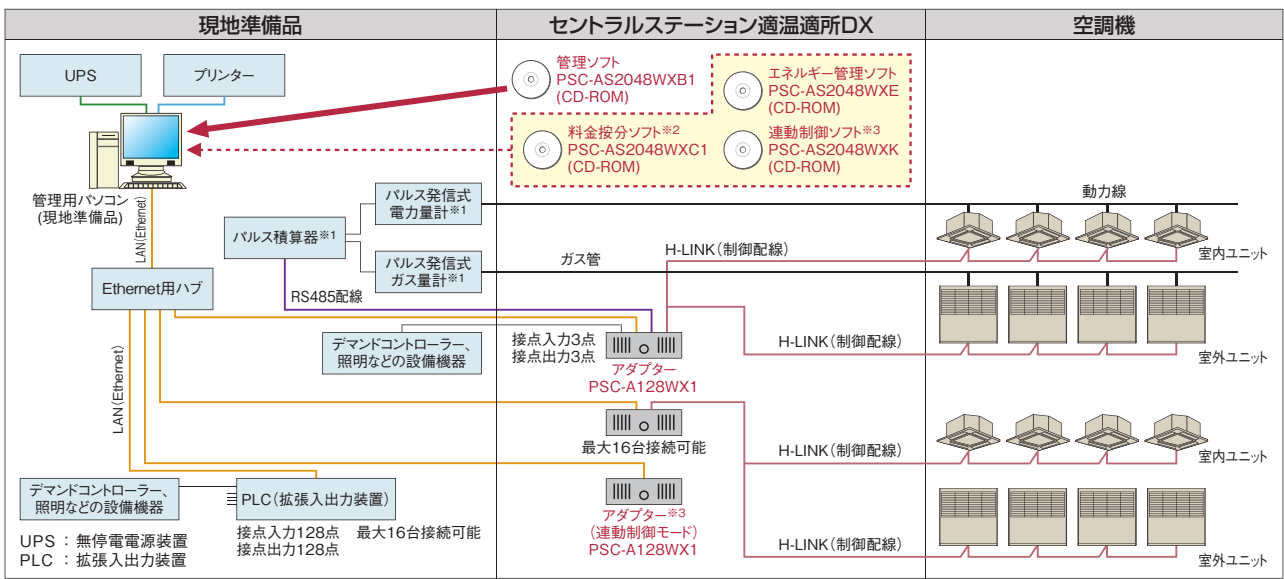 現地準備品
セントラルステーション適温適所DX
空調機
UPS
プリンター
管理ソフト
PSC-AS2048WXB1
(CD-ROM)
エネルギー管理ソフト
PSC-AS2048WXE
(CD-ROM)
料金按分ソフト※2
PSC-AS2048WXC1
(CD-ROM)
連動制御ソフト※3
PSC-AS2048WXK
(CD-ROM)
管理用パソコン
(現地準備品)
LAN(Ethernet)
パルス発信式
電力量計※1
パルス積算器※1
パルス発信式
ガス量計※1
動力線
ガス管
H-LINK(制御配線)
室内ユニット
Ethernet用ハブ
RS485配線
デマンドコントローラー、
照明などの設備機器
接点入力3点
接点出力3点
アダプター
PSC-A128WX1
H-LINK(制御配線)
室外ユニット
LAN(Ethernet)
最大16台接続可能
H-LINK(制御配線)
室内ユニット
デマンドコントローラー、
照明などの設備機器
PLC(拡張入出力装置)
接点入力128点 最大16台接続可能
接点出力128点
アダプター※3
(連動制御モード)
PSC-A128WX1
H-LINK(制御配線)
室外ユニット
UPS : 無停電電源装置
PLC : 拡張入出力装置